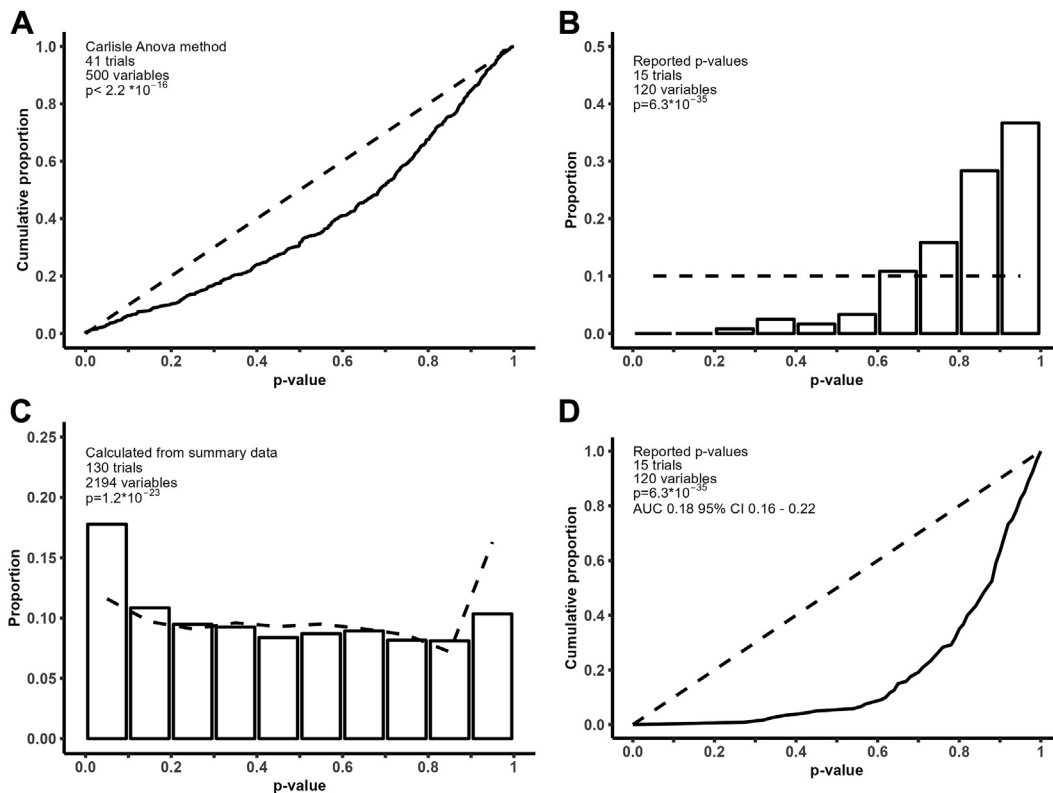 A
Carlisle Anova method
41 trials
500 variables
p< 2.2 *10−16
Cumulative proportion
1.0
0.8
0.6
0.4
0.2
0.0
0.0 0.2 0.4 0.6 0.8 1
p-value
B
Reported p-values
15 trials
120 variables
p=6.3*10−35
Proportion
0.5
0.4
0.3
0.2
0.1
0.0
0.0 0.2 0.4 0.6 0.8 1
p-value
C
Calculated from summary data
130 trials
2194 variables
p=1.2*10−23
Proportion
0.25
0.20
0.15
0.10
0.05
0.00
0.0 0.2 0.4 0.6 0.8 1
p-value
D
Reported p-values
15 trials
120 variables
p=6.3*10−35
AUC 0.18 95% CI 0.16 - 0.22
Cumulative proportion
1.0
0.8
0.6
0.4
0.2
0.0
0.0 0.2 0.4 0.6 0.8 1
p-value